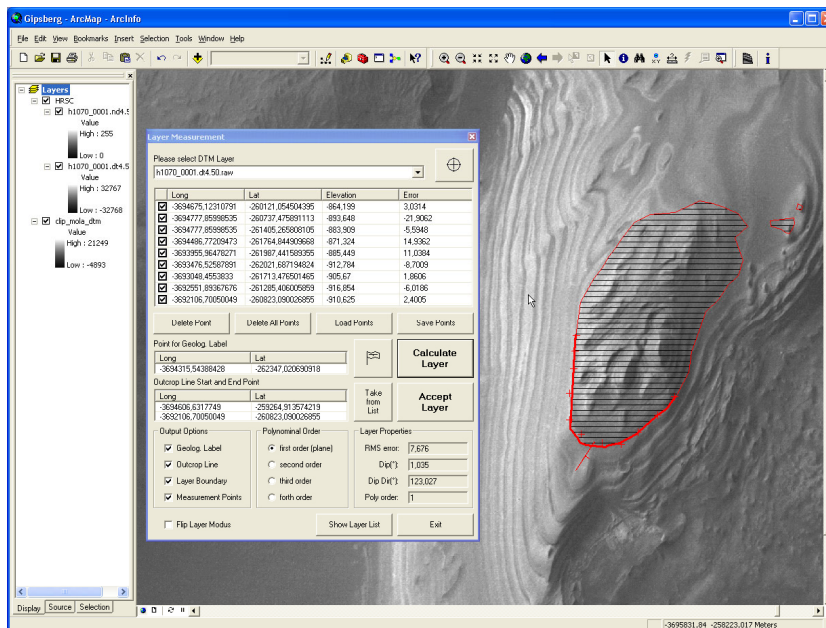 Gipsberg - ArcMap - ArcInfo
File Edit View Bookmarks Insert Selection Tools Window Help
Layers
HRSC
h1070_0001.nd4.5
Value
High : 255
Low : 0
h1070_0001.dt4.5
Value
High : 32767
Low : -32768
clip_mola_dtm
Value
High : 21249
Low : -4893
Display Source Selection
Layer Measurement
Please select DTM Layer
h1070_0001.dt4.50.raw
Long Lat Elevation Error
-3694675,12310791 -260121,054504395 -864,199 3,0314
-3694777,85998535 -260737,475891113 -893,648 -21,9062
-3694777,85998535 -261405,265808105 -883,909 -5,5948
-3694486,77209473 -261764,844909668 -871,324 14,9362
-3693955,96478271 -261987,441589355 -885,449 11,0384
-3693476,52587891 -262021,687194824 -912,784 -8,7009
-3693048,4553833 -261713,476501465 -905,67 1,8606
-3692551,89367676 -261285,406005859 -916,854 -6,0186
-3692106,70050049 -260823,090026855 -910,625 2,4005
Delete Point Delete All Points Load Points Save Points
Point for Geolog. Label
Long Lat
-3694315,54388428 -262347,020690918
Calculate Layer
Outcrop Line Start and End Point
Long Lat
-3694606,6317749 -259264,913574219
-3692106,70050049 -260823,090026855
Take from List
Accept Layer
Output Options
Geolog. Label
Outcrop Line
Layer Boundary
Measurement Points
Polynominal Order
first order (plane)
second order
third order
forth order
Layer Properties
RMS error: 7,676
Dip(°): 1,035
Dip Dir(°): 123,027
Poly order: 1
Flip Layer Modus
Show Layer List Exit
-3695831.84 -258223.017 Meters